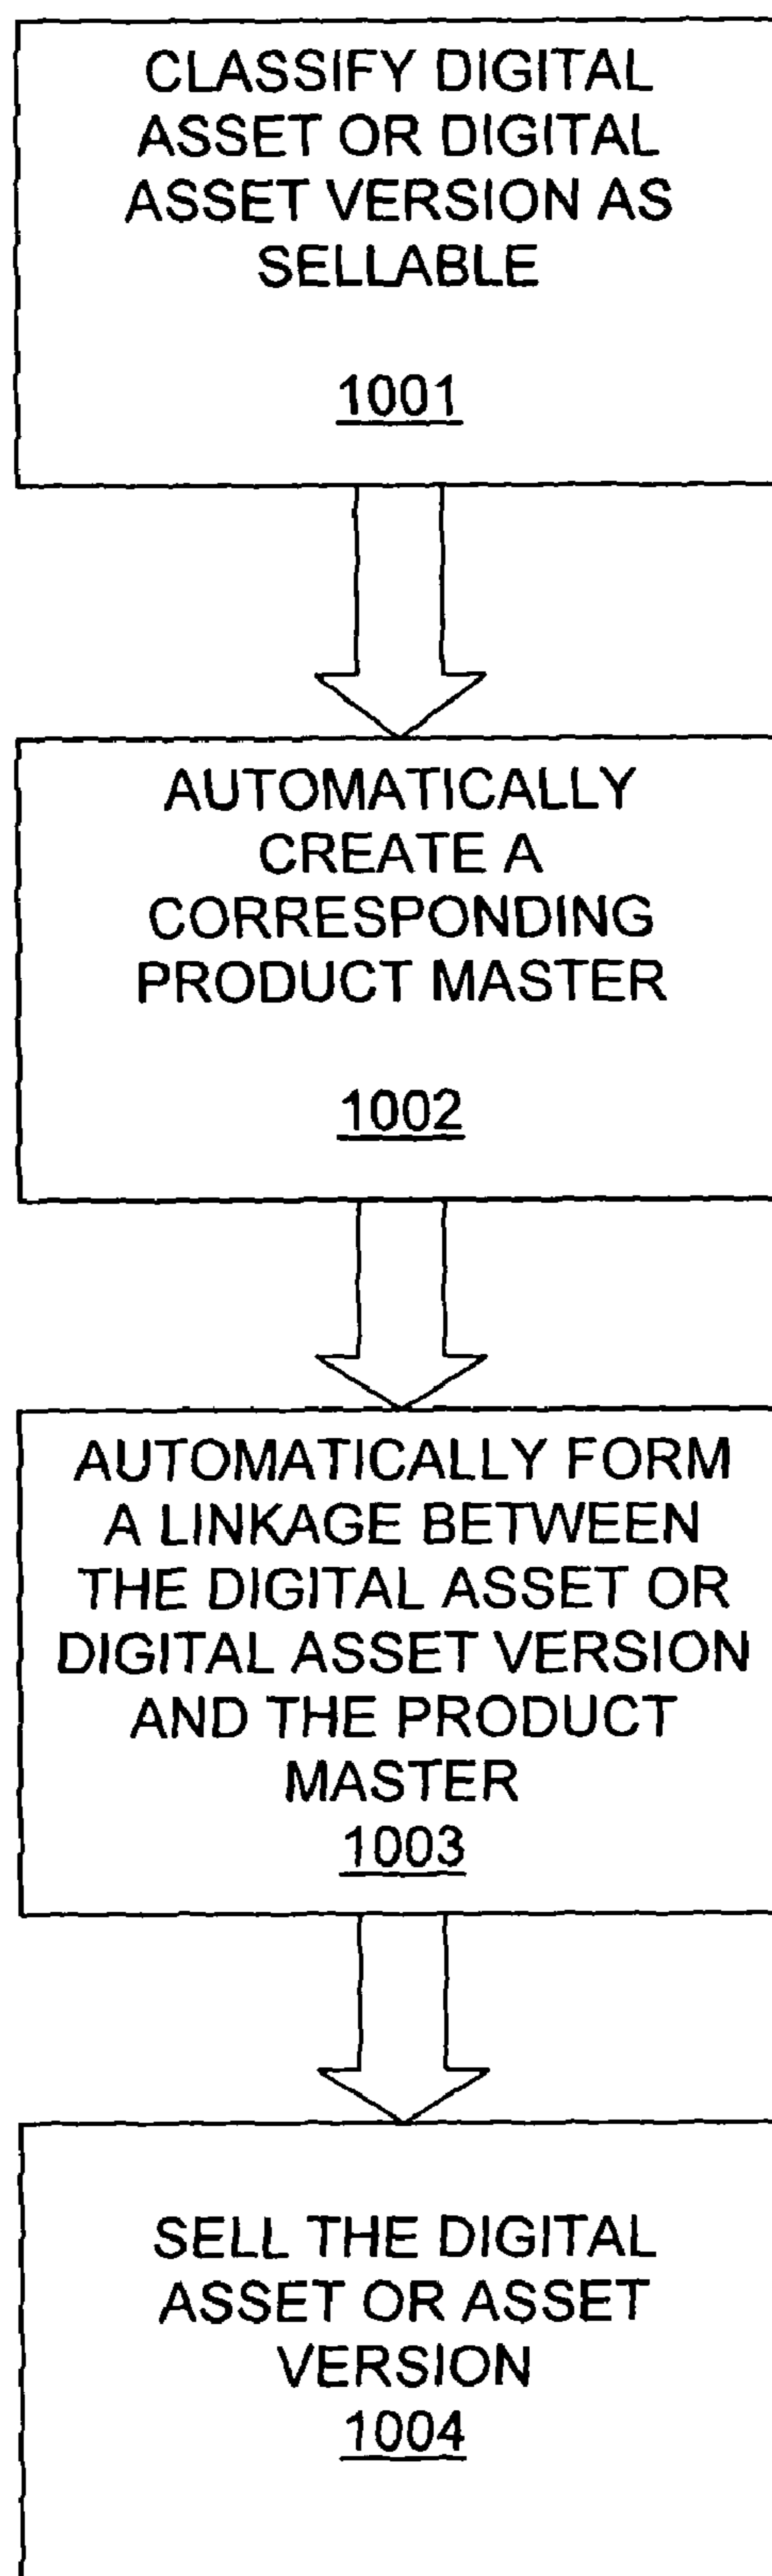 CLASSIFY DIGITAL
ASSET OR DIGITAL
ASSET VERSION AS
SELLABLE
1001
AUTOMATICALLY
CREATE A
CORRESPONDING
PRODUCT MASTER
1002
AUTOMATICALLY FORM
A LINKAGE BETWEEN
THE DIGITAL ASSET OR
DIGITAL ASSET VERSION
AND THE PRODUCT
MASTER
1003
SELL THE DIGITAL
ASSET OR ASSET
VERSION
1004